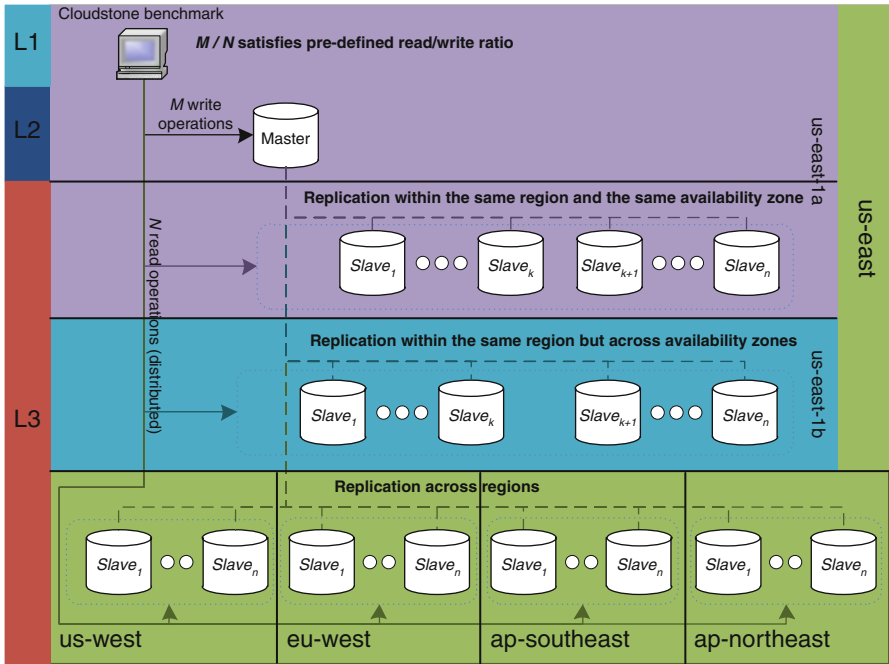 L1
Cloudstone benchmark
M / N satisfies pre-defined read/write ratio
L2
M write
operations
Master
us-east-1a
us-east
L3
N read operations (distributed)
Replication within the same region and the same availability zone
Slave1
Slavek
Slavek+1
Slaven
Replication within the same region but across availability zones
us-east-1b
Slave1
Slavek
Slavek+1
Slaven
Replication across regions
Slave1
Slaven
Slave1
Slaven
Slave1
Slaven
Slave1
Slaven
us-west
eu-west
ap-southeast
ap-northeast